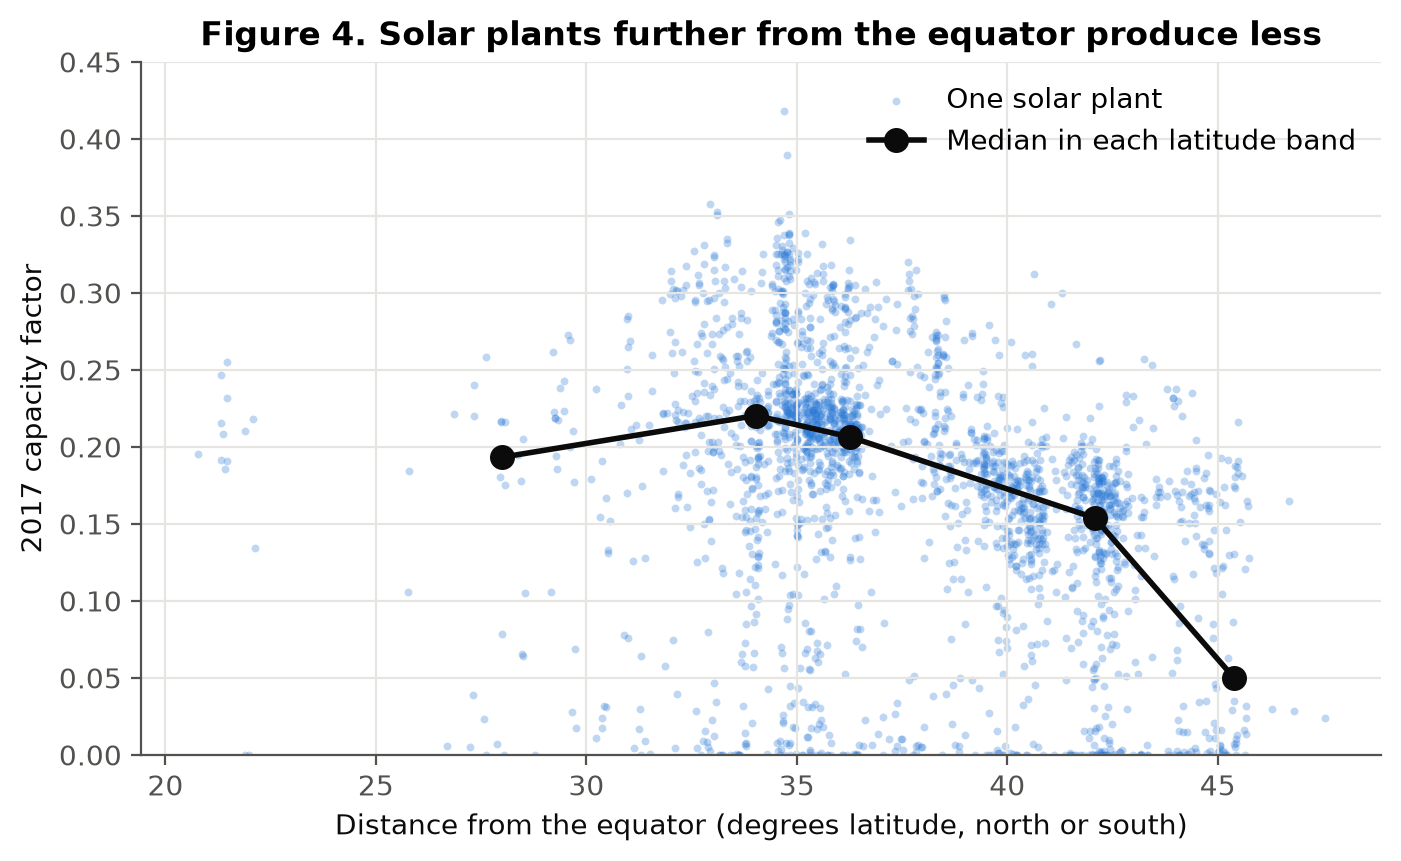 Figure 4. Solar plants further from the equator produce less
One solar plant
Median in each latitude band
2017 capacity factor
0.45
0.40
0.35
0.30
0.25
0.20
0.15
0.10
0.05
0.00
20 25 30 35 40 45
Distance from the equator (degrees latitude, north or south)